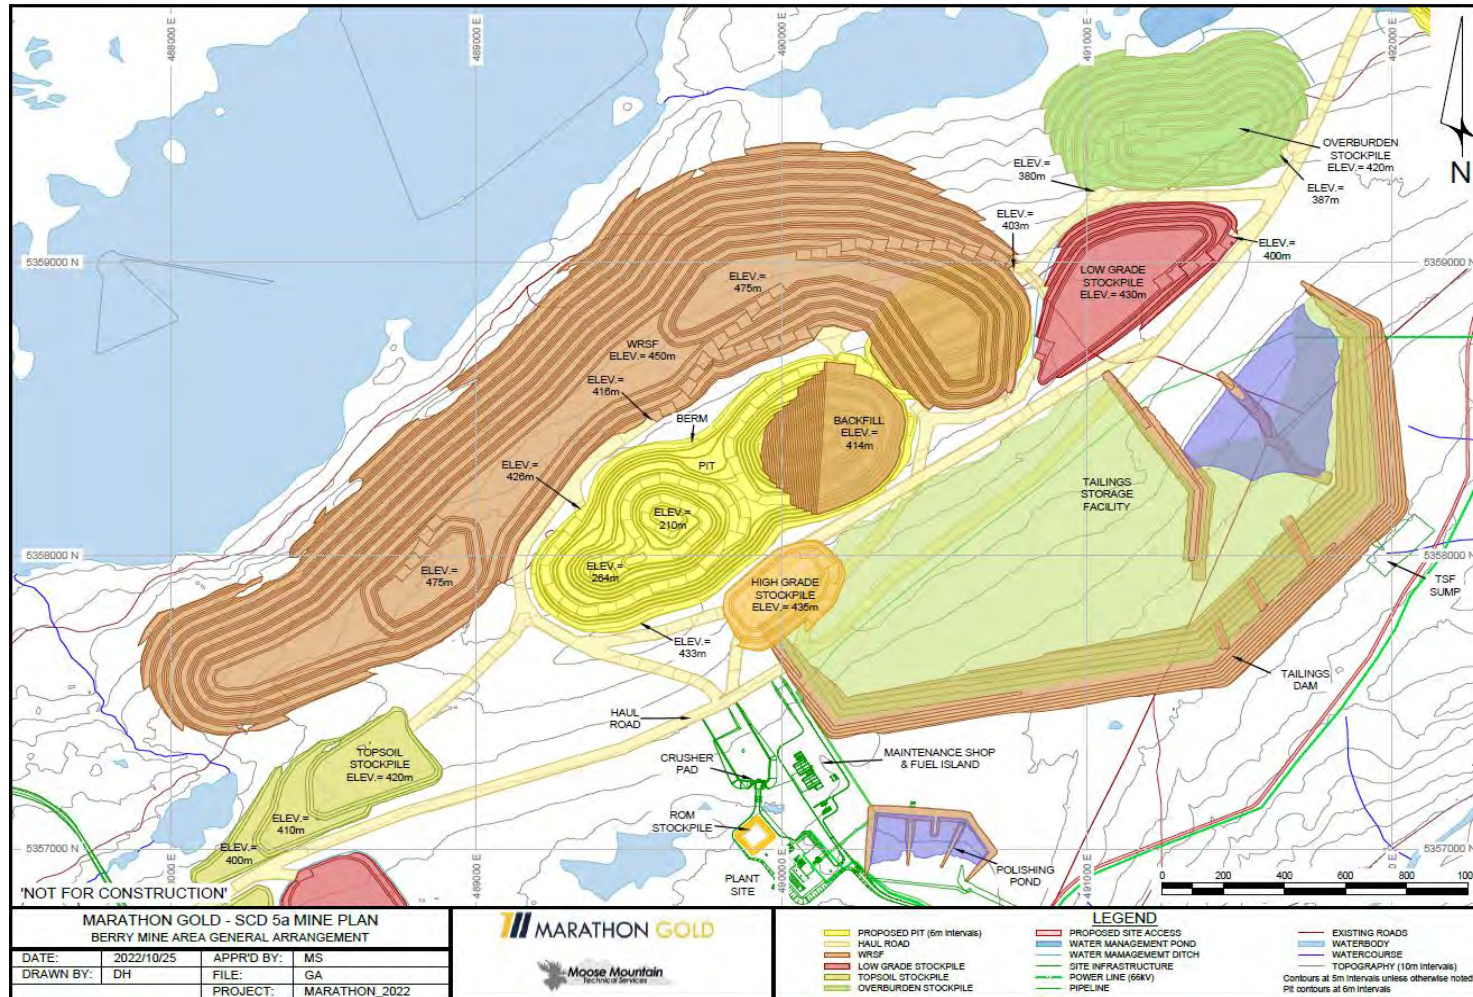 488000 E
489000 E
490000 E
491000 E
492000 E
OVERBURDEN
STOCKPILE
ELEV.= 420m
ELEV.=
380m
N
ELEV.=
387m
ELEV.=
403m
ELEV.=
400m
5359000 N
5359000 N
LOW GRADE
STOCKPILE
ELEV.= 430m
ELEV.=
475m
WRSF
ELEV.= 450m
ELEV.=
416m
BERM
BACKFILL
ELEV.=
414m
PIT
ELEV.=
426m
TAILINGS
STORAGE
FACILITY
ELEV.=
210m
5358000 N
5358000 N
ELEV.=
475m
ELEV.=
264m
HIGH GRADE
STOCKPILE
ELEV.= 435m
TSF
SUMP
ELEV.=
433m
TAILINGS
DAM
HAUL
ROAD
TOPSOIL
STOCKPILE
ELEV.= 420m
CRUSHER
PAD
MAINTENANCE SHOP
& FUEL ISLAND
ELEV.=
410m
ROM
STOCKPILE
ELEV.=
400m
5357000 N
5357000 N
POLISHING
POND
PLANT
SITE
489000 E
490000 E
491000 E
0 200 400 600 800 100
'NOT FOR CONSTRUCTION'
MARATHON GOLD - SCD 5a MINE PLAN
BERRY MINE AREA GENERAL ARRANGEMENT
DATE: 2022/10/25 APPR'D BY: MS
DRAWN BY: DH FILE: GA
PROJECT: MARATHON_2022
MARATHON GOLD
Moose Mountain
Technical Services
LEGEND
PROPOSED PIT (6m Intervals)
HAUL ROAD
WRSF
LOW GRADE STOCKPILE
TOPSOIL STOCKPILE
OVERBURDEN STOCKPILE
PROPOSED SITE ACCESS
WATER MANAGEMENT POND
WATER MAMAGEMEMT DITCH
SITE INFRASTRUCTURE
POWER LINE (66kV)
PIPELINE
EXISTING ROADS
WATERBODY
WATERCOURSE
TOPOGRAPHY (10m Intervals)
Contours at 5m Intervals unless otherwise noted
Pit contours at 6m Intervals